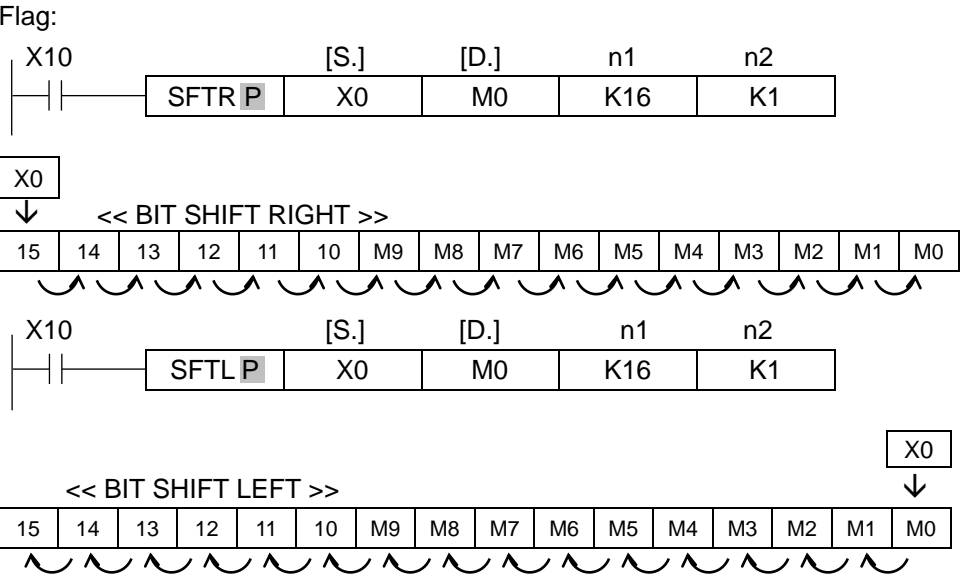 Flag:
X10 [S.] [D.] n1 n2
SFTR P X0 M0 K16 K1
X0
<< BIT SHIFT RIGHT >>
15 14 13 12 11 10 M9 M8 M7 M6 M5 M4 M3 M2 M1 M0
X10 [S.] [D.] n1 n2
SFTL P X0 M0 K16 K1
X0
<< BIT SHIFT LEFT >>
15 14 13 12 11 10 M9 M8 M7 M6 M5 M4 M3 M2 M1 M0